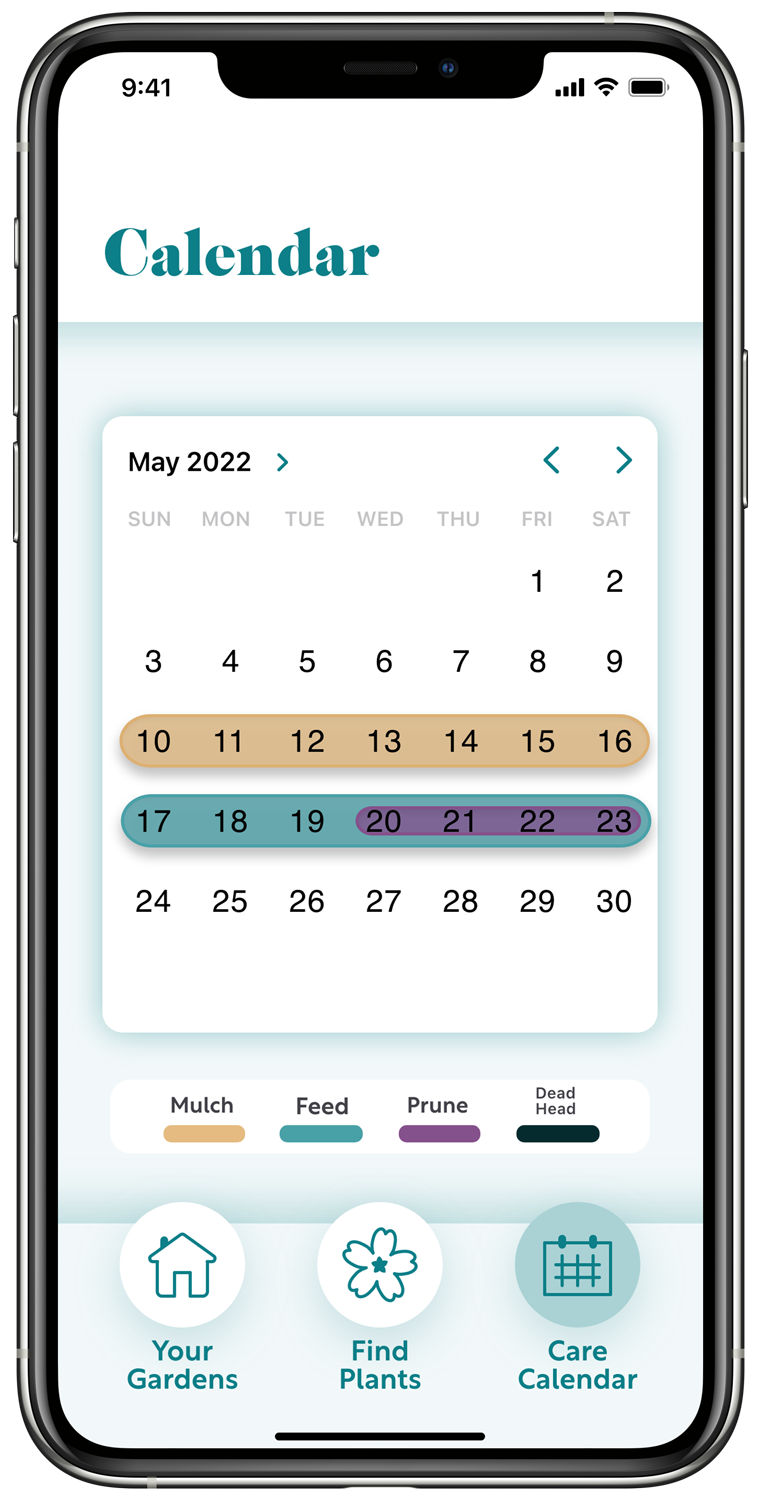 9:41
Calendar
May 2022
SUN MON TUE WED THU FRI SAT
1 2
3 4 5 6 7 8 9
10 11 12 13 14 15 16
17 18 19 20 21 22 23
24 25 26 27 28 29 30
Mulch Feed Prune Dead
Head
Your Find Care
Gardens Plants Calendar